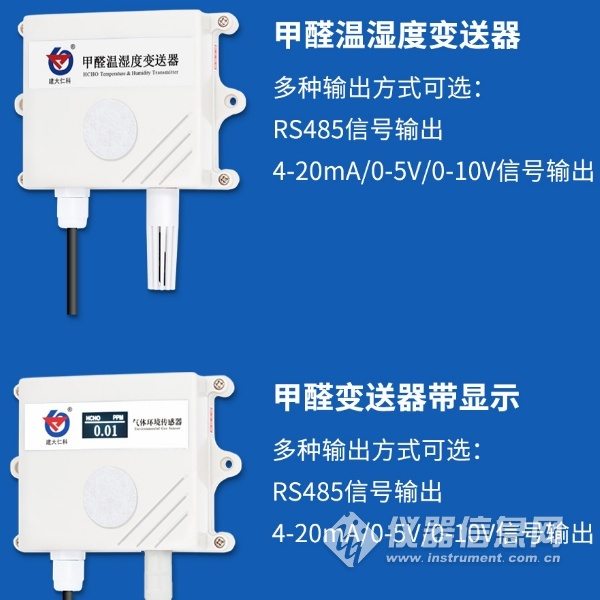 甲醛温湿度变送器
多种输出方式可选：
RS485信号输出
4-20mA/0-5V/0-10V信号输出
建大仁科
甲醛温湿度变送器
HCHO Temperature & Humidity Transmitter
甲醛变送器带显示
多种输出方式可选：
RS485信号输出
4-20mA/0-5V/0-10V信号输出
建大仁科
HCHO PPM
0.01
气体环境传感器
仪器信息网
www.instrument.com.cn